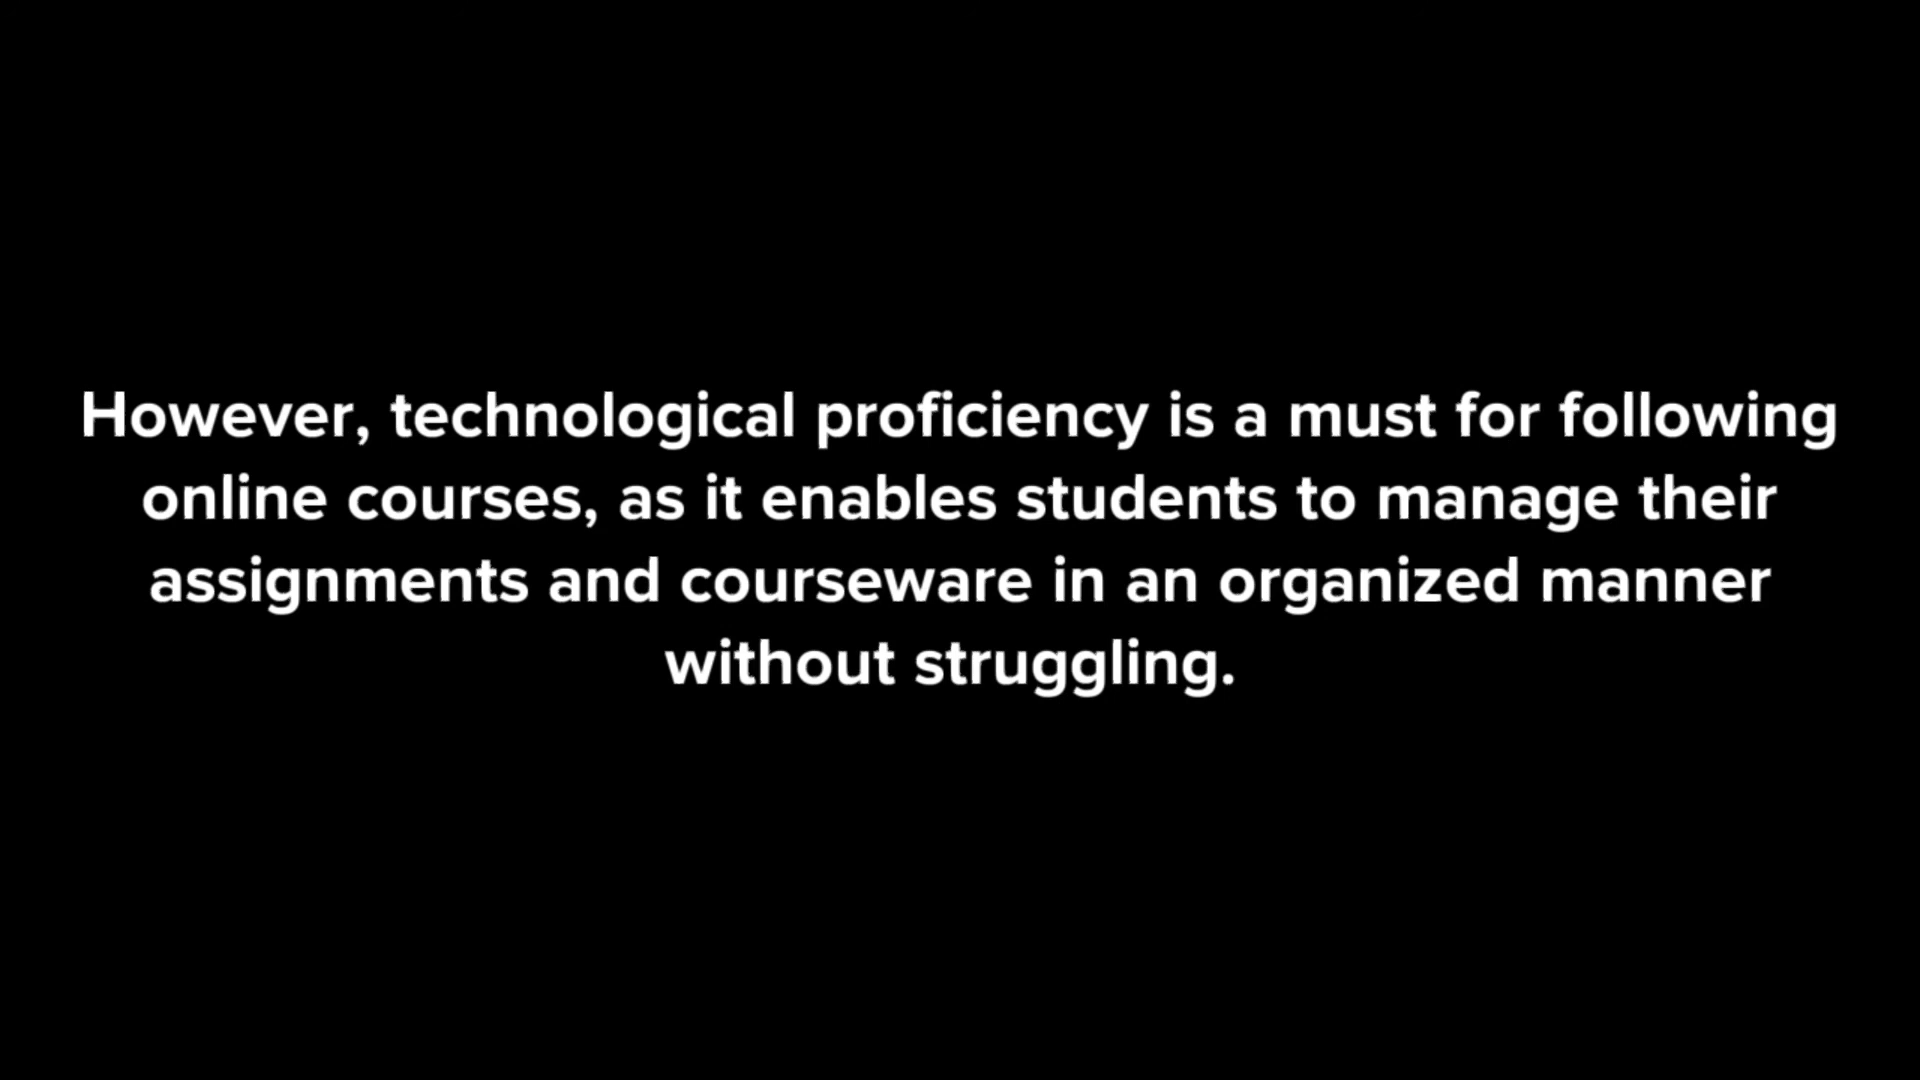 However, technological proficiency is a must for following
online courses, as it enables students to manage their
assignments and courseware in an organized manner
without struggling.